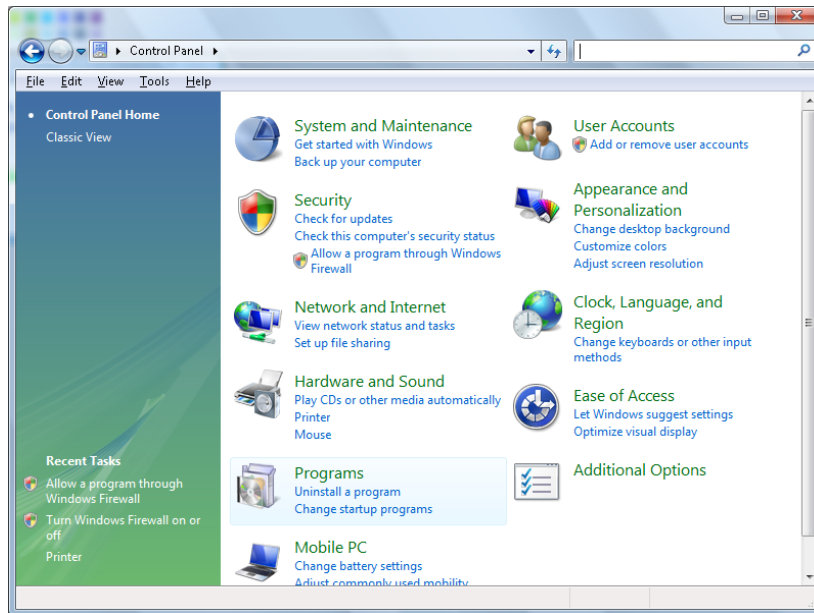 Control Panel
File Edit View Tools Help
Control Panel Home
Classic View
Recent Tasks
Allow a program through
Windows Firewall
Turn Windows Firewall on or
off
Printer
System and Maintenance
Get started with Windows
Back up your computer
Security
Check for updates
Check this computer's security status
Allow a program through Windows
Firewall
Network and Internet
View network status and tasks
Set up file sharing
Hardware and Sound
Play CDs or other media automatically
Printer
Mouse
Programs
Uninstall a program
Change startup programs
Mobile PC
Change battery settings
Adjust commonly used mobility
User Accounts
Add or remove user accounts
Appearance and
Personalization
Change desktop background
Customize colors
Adjust screen resolution
Clock, Language, and
Region
Change keyboards or other input
methods
Ease of Access
Let Windows suggest settings
Optimize visual display
Additional Options